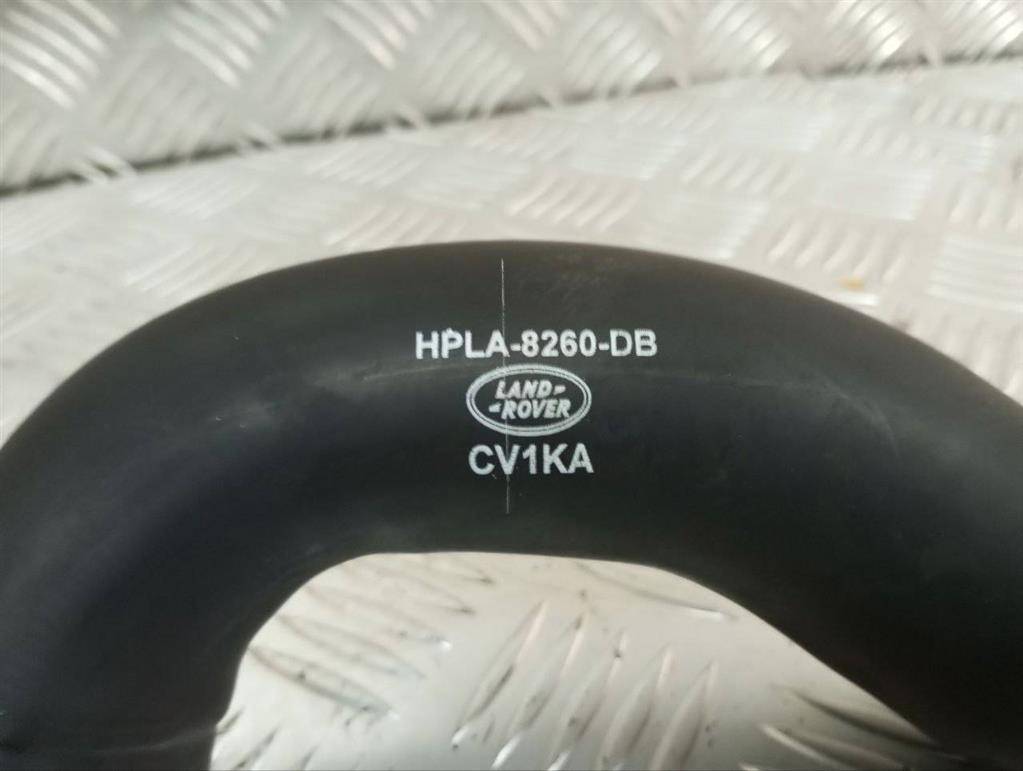 HPLA-8260-DB
LAND-
-ROVER
CV1KA